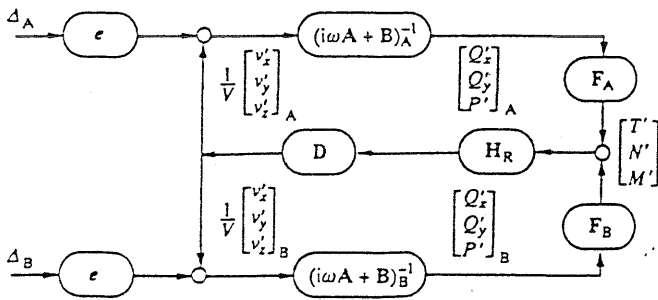 Δ_A
e
(iωA + B)_A^{-1}
1/V [v'_x v'_y v'_z]_A
[Q'_x Q'_y P']_A
F_A
D
H_R
[T' N' M']
1/V [v'_x v'_y v'_z]_B
[Q'_x Q'_y P']_B
F_B
Δ_B
e
(iωA + B)_B^{-1}